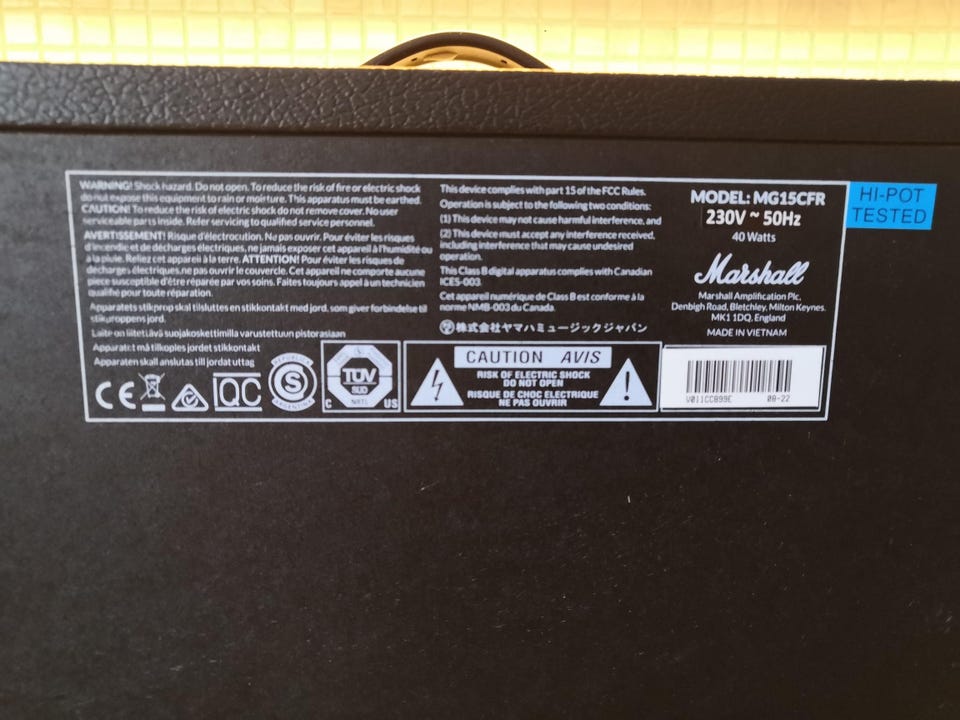 WARNING! Shock hazard. Do not open. To reduce the risk of fire or electric shock
do not expose this equipment to rain or moisture. This apparatus must be earthed.
CAUTION! To reduce the risk of electric shock do not remove cover. No user
serviceable parts inside. Refer servicing to qualified service personnel.
AVERTISSEMENT! Risque d'électrocution. Ne pas ouvrir. Pour éviter les risques
d'incendie et de décharges électriques, ne jamais exposer cet appareil à l'humidité ou
à la pluie. Reliez cet appareil à la terre. ATTENTION! Pour éviter les risques de
décharges électriques, ne pas ouvrir le couvercle. Cet appareil ne comporte aucune
pièce susceptible d'être réparée par vos soins. Faites toujours appel à un technicien
qualifié pour toute réparation.
Apparatets stikprop skal tilsluttes en stikkontakt med jord, som giver forbindelse til
stikproppens jord.
Laite on liitettävä suojakoskettimilla varustettuun pistorasiaan
Apparatet må tilkoples jordet stikkontakt
Apparaten skall anslutas till jordat uttag
CE
QC
REPUBLICA
S
ARGENTINA
TÜV
SÜD
NRTL
C US
This device complies with part 15 of the FCC Rules.
Operation is subject to the following two conditions:
(1) This device may not cause harmful interference, and
(2) This device must accept any interference received,
including interference that may cause undesired
operation.
This Class B digital apparatus complies with Canadian
ICES-003.
Cet appareil numérique de Class B est conforme à la
norme NMB-003 du Canada.
株式会社ヤマハミュージックジャパン
CAUTION AVIS
RISK OF ELECTRIC SHOCK
DO NOT OPEN
RISQUE DE CHOC ELECTRIQUE
NE PAS OUVRIR
MODEL: MG15CFR
230V ~ 50Hz
40 Watts
Marshall
Marshall Amplification Plc,
Denbigh Road, Bletchley, Milton Keynes,
MK1 1DQ, England
MADE IN VIETNAM
V011CC899E 08-22
HI-POT
TESTED